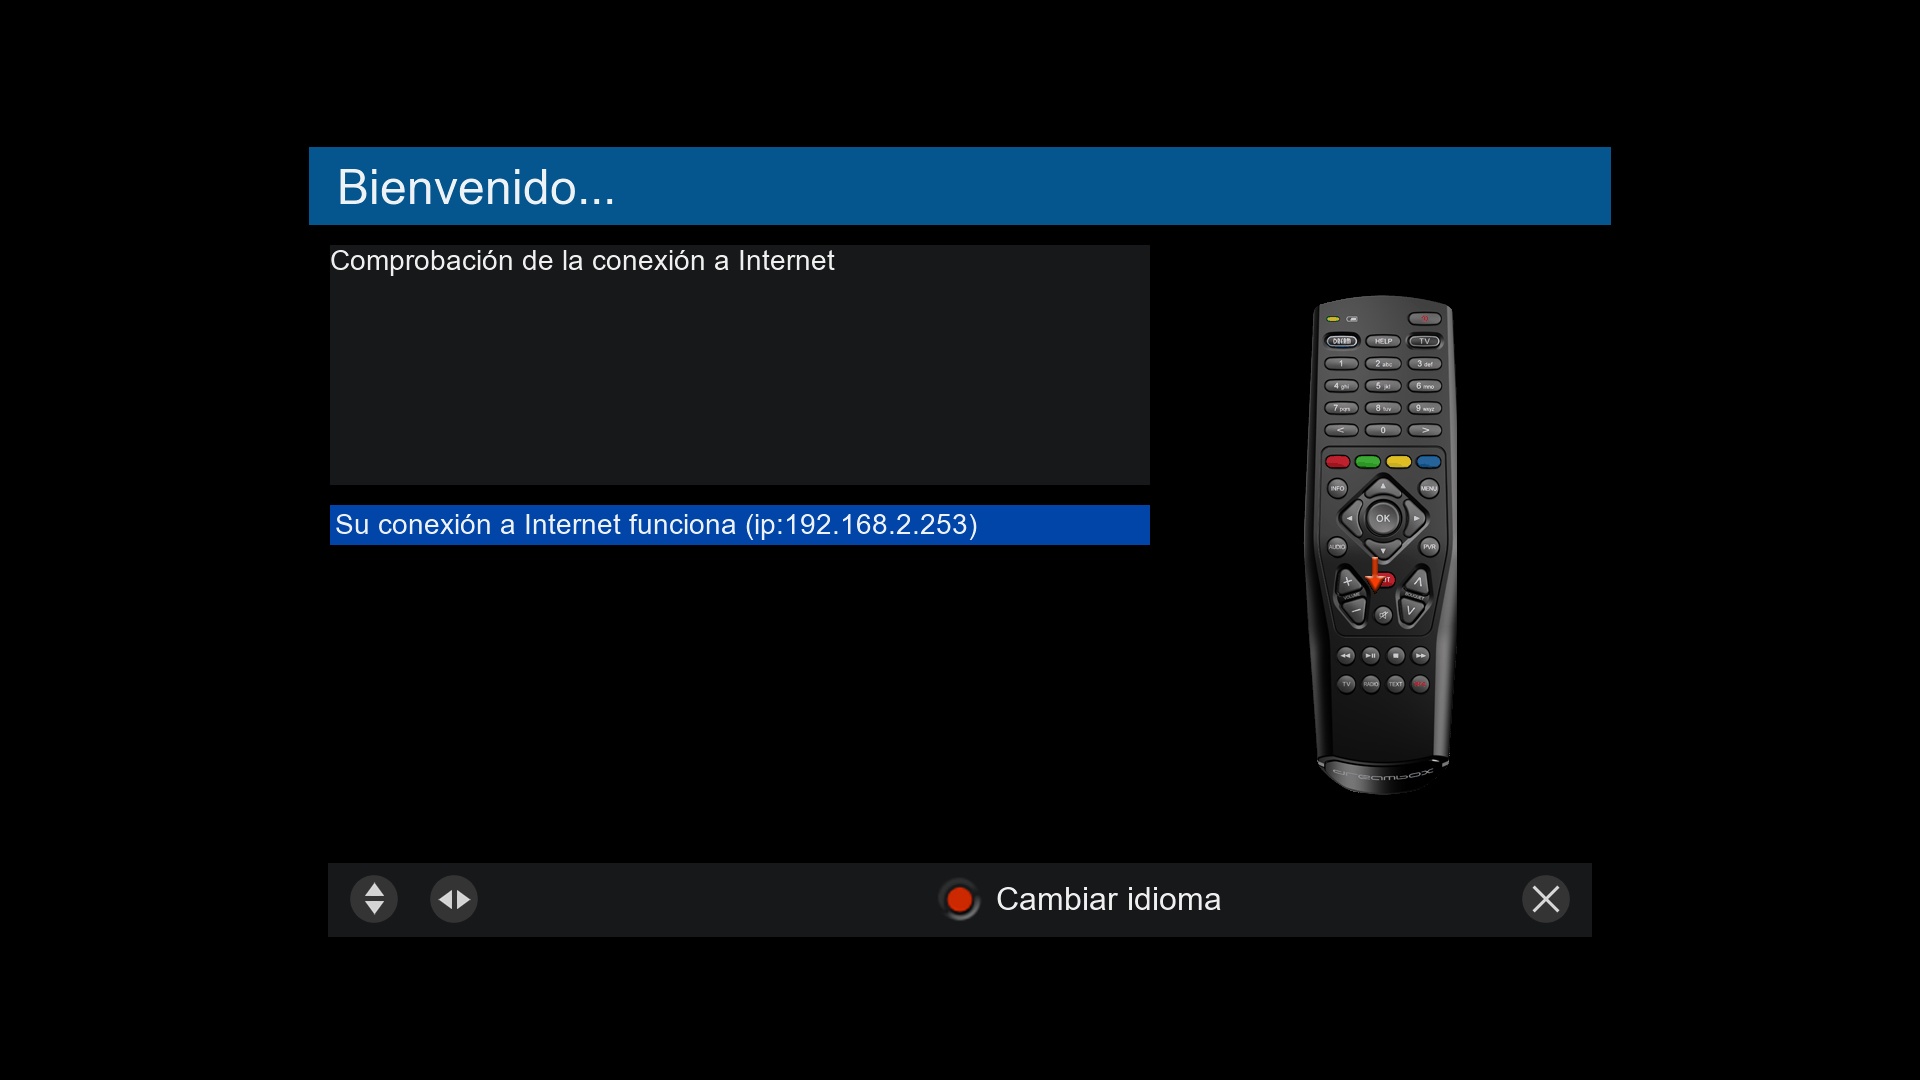 Bienvenido...
Comprobación de la conexión a Internet
Su conexión a Internet funciona (ip:192.168.2.253)
HELP TV
1 2 abc 3 def
4 ghi 5 jkl 6 mno
7 pqrs 8 tuv 9 wxyz
< 0 >
INFO MENU
OK
AUDIO PVR
VOLUME BOUQUET
TV RADIO TEXT
dreambox
Cambiar idioma